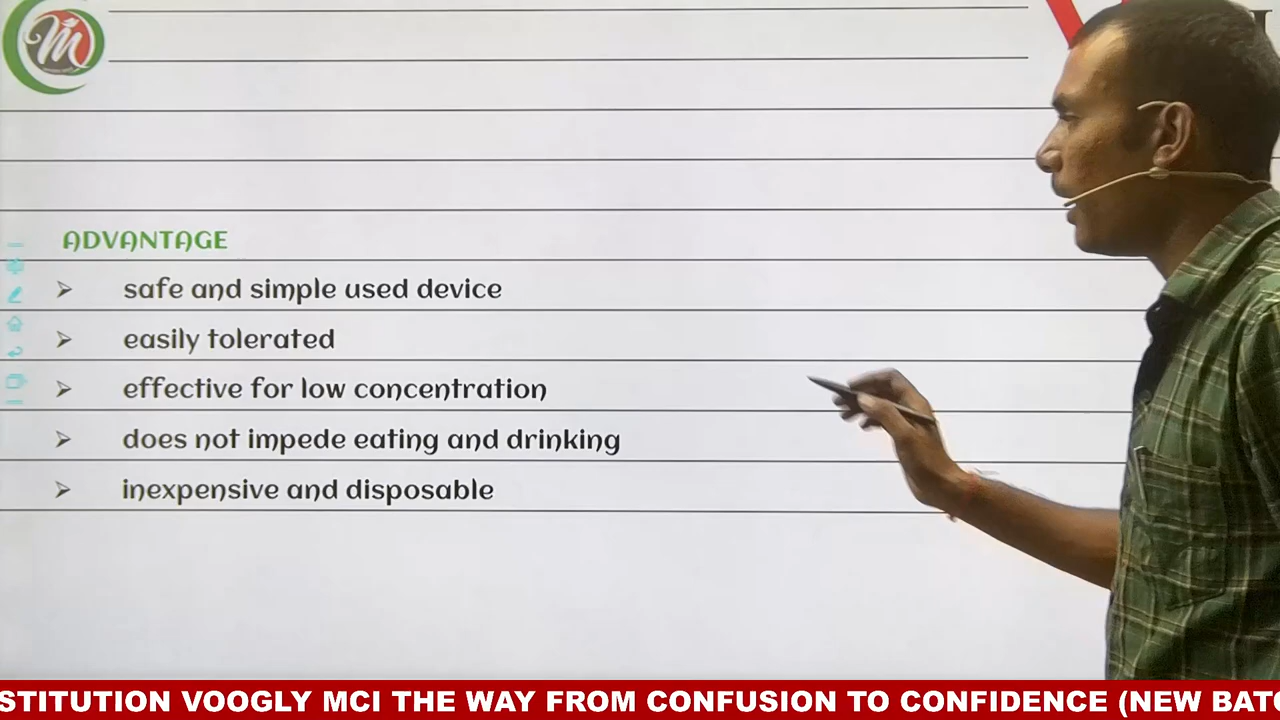 ADVANTAGE
➢ safe and simple used device
➢ easily tolerated
➢ effective for low concentration
➢ does not impede eating and drinking
➢ inexpensive and disposable
STITUTION VOOGLY MCI THE WAY FROM CONFUSION TO CONFIDENCE (NEW BATC